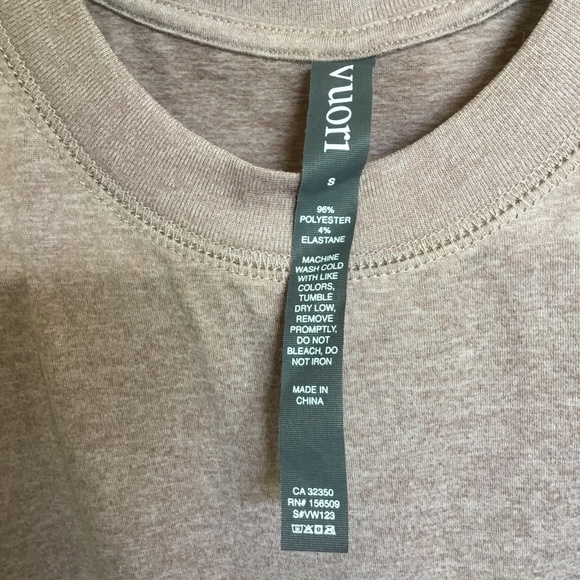 vuori
S
96%
POLYESTER
4%
ELASTANE
MACHINE
WASH COLD
WITH LIKE
COLORS,
TUMBLE
DRY LOW,
REMOVE
PROMPTLY,
DO NOT
BLEACH, DO
NOT IRON
MADE IN
CHINA
CA 32350
RN# 156509
S#VW123